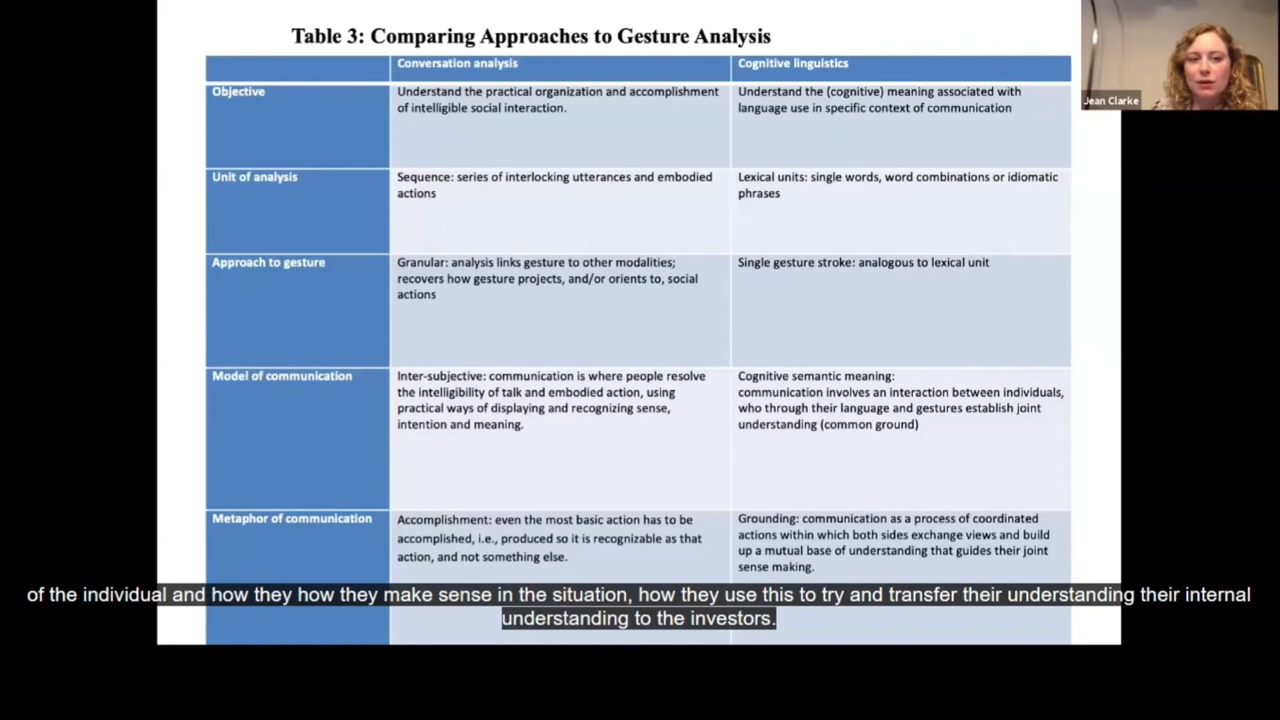 Table 3: Comparing Approaches to Gesture Analysis
Conversation analysis
Cognitive linguistics
Objective
Understand the practical organization and accomplishment
of intelligible social interaction.
Understand the (cognitive) meaning associated with
language use in specific context of communication
Unit of analysis
Sequence: series of interlocking utterances and embodied
actions
Lexical units: single words, word combinations or idiomatic
phrases
Approach to gesture
Granular: analysis links gesture to other modalities;
recovers how gesture projects, and/or orients to, social
actions
Single gesture stroke: analogous to lexical unit
Model of communication
Inter-subjective: communication is where people resolve
the intelligibility of talk and embodied action, using
practical ways of displaying and recognizing sense,
intention and meaning.
Cognitive semantic meaning:
communication involves an interaction between individuals,
who through their language and gestures establish joint
understanding (common ground)
Metaphor of communication
Accomplishment: even the most basic action has to be
accomplished, i.e., produced so it is recognizable as that
action, and not something else.
Grounding: communication as a process of coordinated
actions within which both sides exchange views and build
up a mutual base of understanding that guides their joint
sense making.
Jean Clarke
of the individual and how they how they make sense in the situation, how they use this to try and transfer their understanding their internal
understanding to the investors.